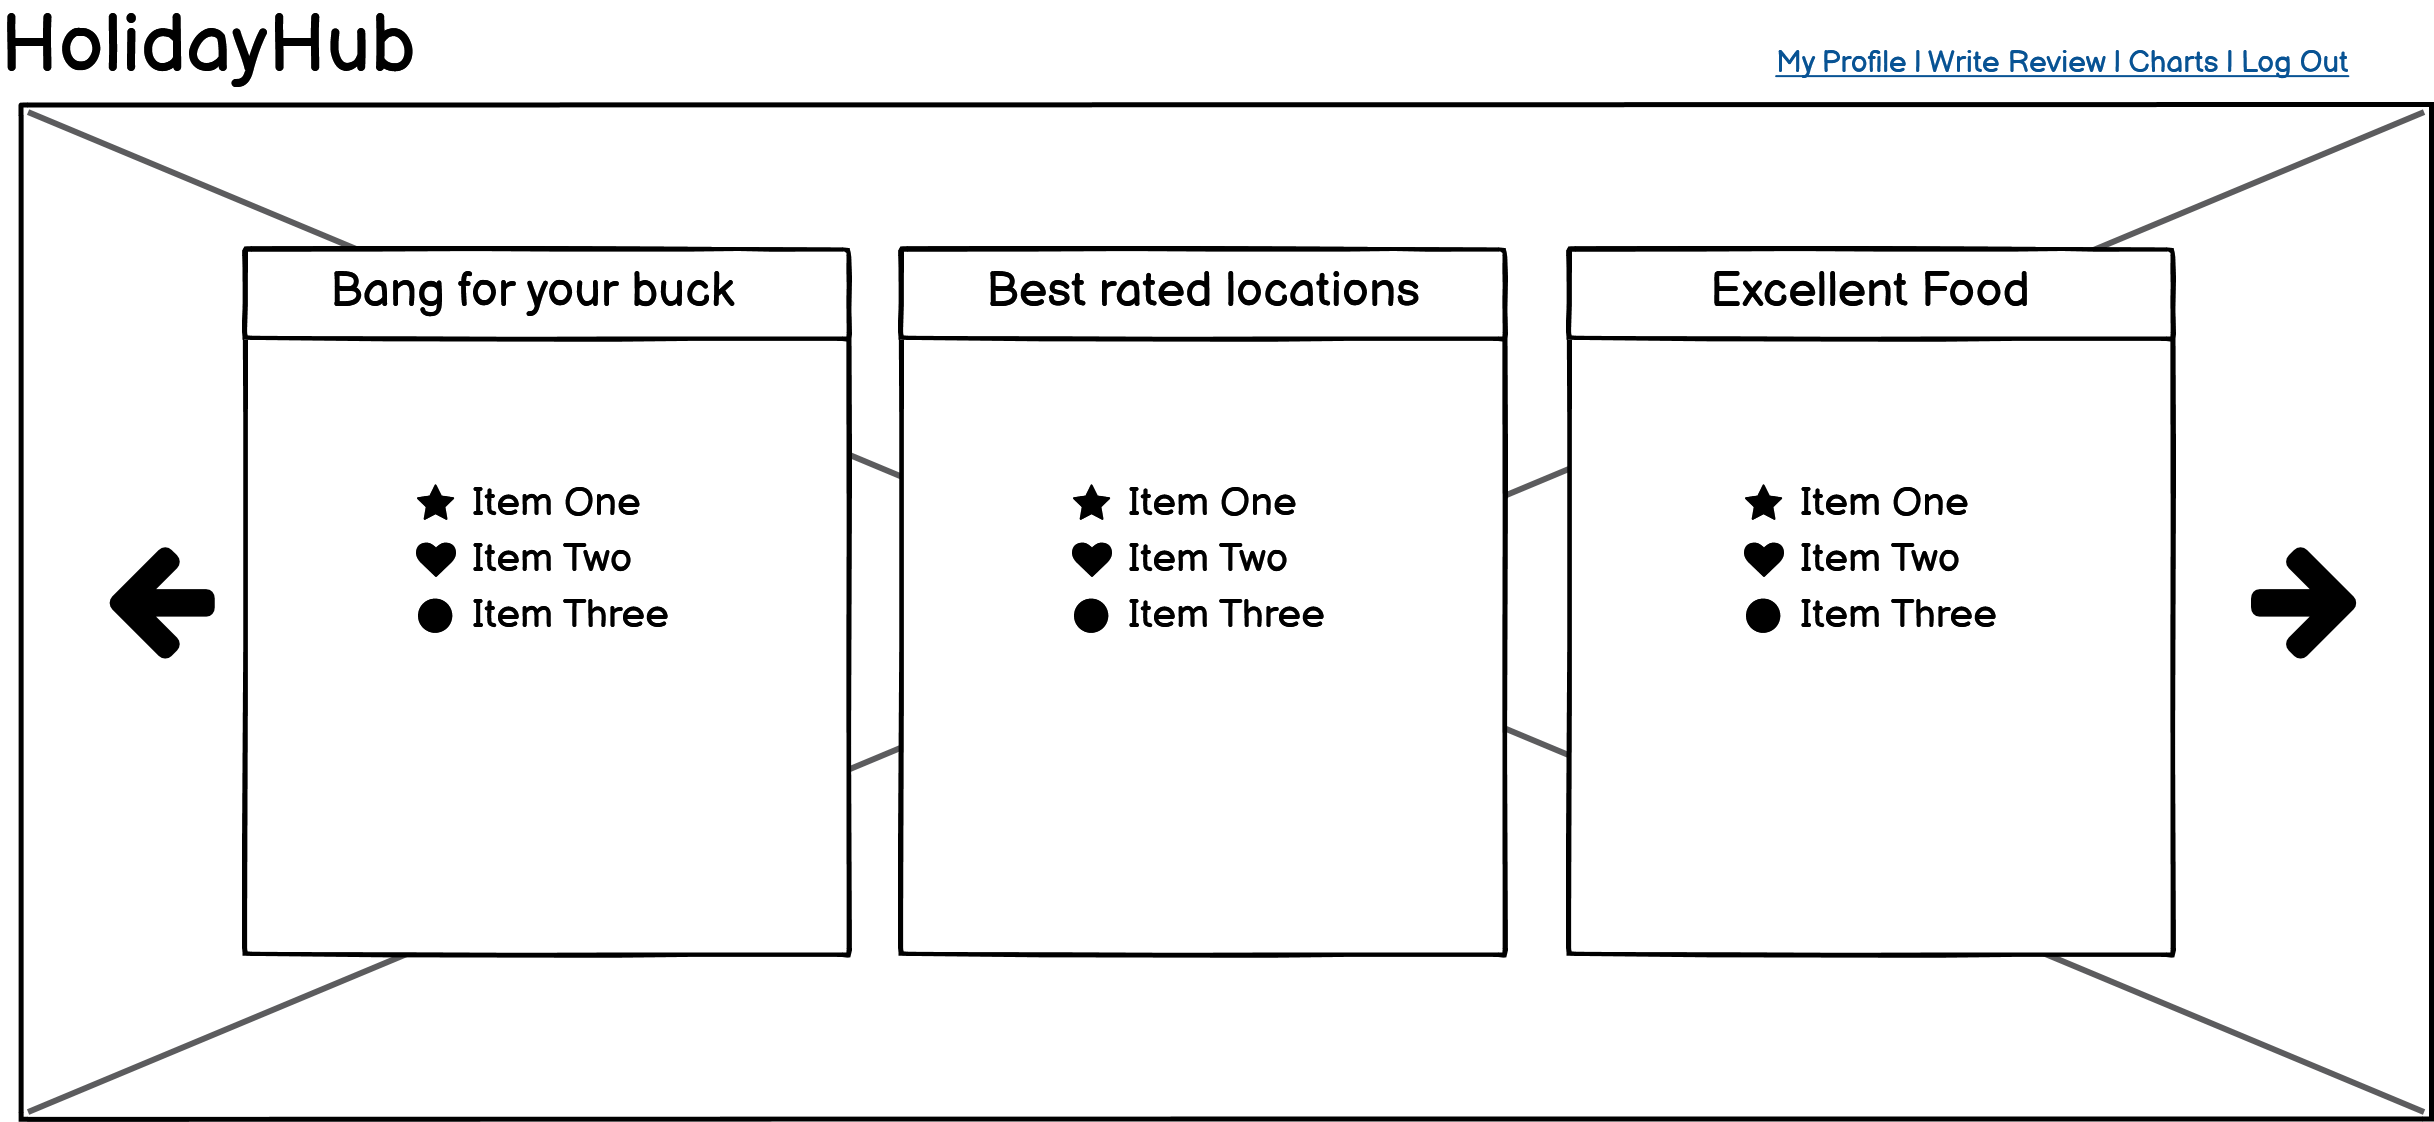 HolidayHub
My Profile | Write Review | Charts | Log Out
Bang for your buck
Item One
Item Two
Item Three
Best rated locations
Item One
Item Two
Item Three
Excellent Food
Item One
Item Two
Item Three